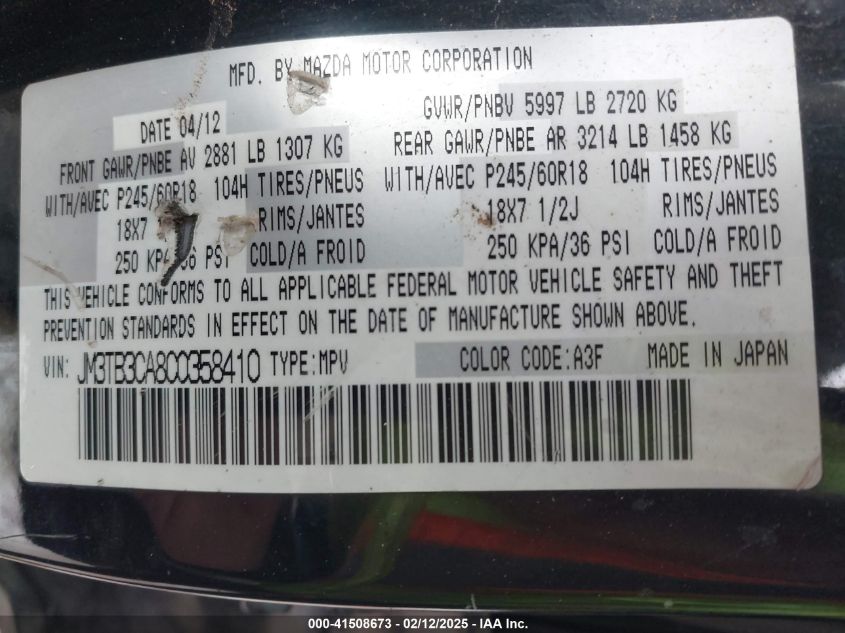 MFD. BY MAZDA MOTOR CORPORATION
DATE 04/12
GVWR/PNBV 5997 LB 2720 KG
FRONT GAWR/PNBE AV 2881 LB 1307 KG
REAR GAWR/PNBE AR 3214 LB 1458 KG
WITH/AVEC P245/60R18 104H TIRES/PNEUS
WITH/AVEC P245/60R18 104H TIRES/PNEUS
18X7 RIMS/JANTES
18X7 1/2J RIMS/JANTES
250 KPA/36 PSI COLD/A FROID
250 KPA/36 PSI COLD/A FROID
THIS VEHICLE CONFORMS TO ALL APPLICABLE FEDERAL MOTOR VEHICLE SAFETY AND THEFT
PREVENTION STANDARDS IN EFFECT ON THE DATE OF MANUFACTURE SHOWN ABOVE.
VIN: JM3TB3CA8C0358410 TYPE:MPV COLOR CODE:A3F MADE IN JAPAN
000-41508673 - 02/12/2025 - IAA Inc.